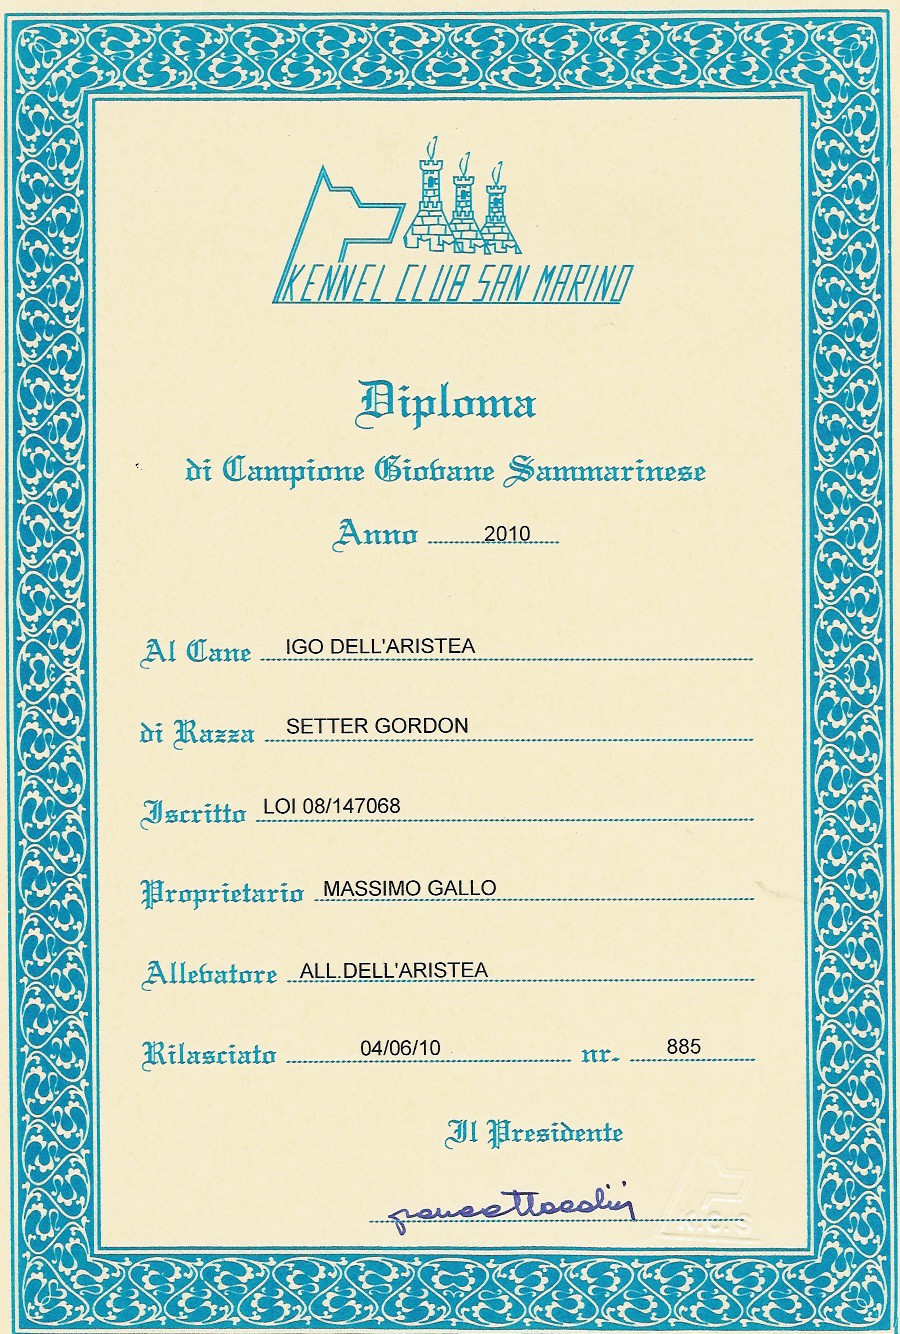 KENNEL CLUB SAN MARINO
Diploma
di Campione Giovane Sammarinese
Anno 2010
Al Cane IGO DELL'ARISTEA
di Razza SETTER GORDON
Iscritto LOI 08/147068
Proprietario MASSIMO GALLO
Allevatore ALL.DELL'ARISTEA
Rilasciato 04/06/10 nr. 885
Il Presidente